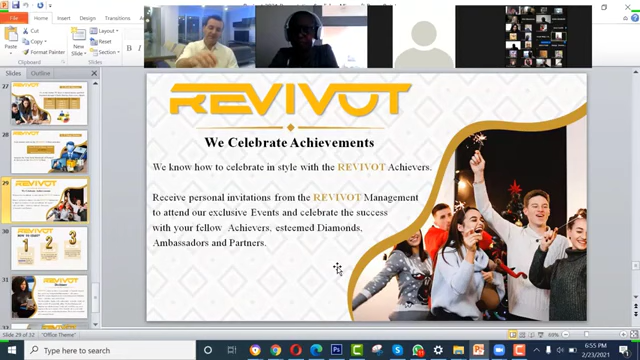 File
Home
Insert
Design
Transitions
Paste
Cut
Copy
Format Painter
Clipboard
New
Slide
Layout
Reset
Section
Slides
Outline
27
28
29
30
31
REVIVOT
We Celebrate Achievements
We know how to celebrate in style with the REVIVOT Achievers.
Receive personal invitations from the REVIVOT Management
to attend our exclusive Events and celebrate the success
with your fellow Achievers, esteemed Diamonds,
Ambassadors and Partners.
Slide 29 of 32
"Office Theme"
69%
Type here to search
6:55 PM
2/23/2021